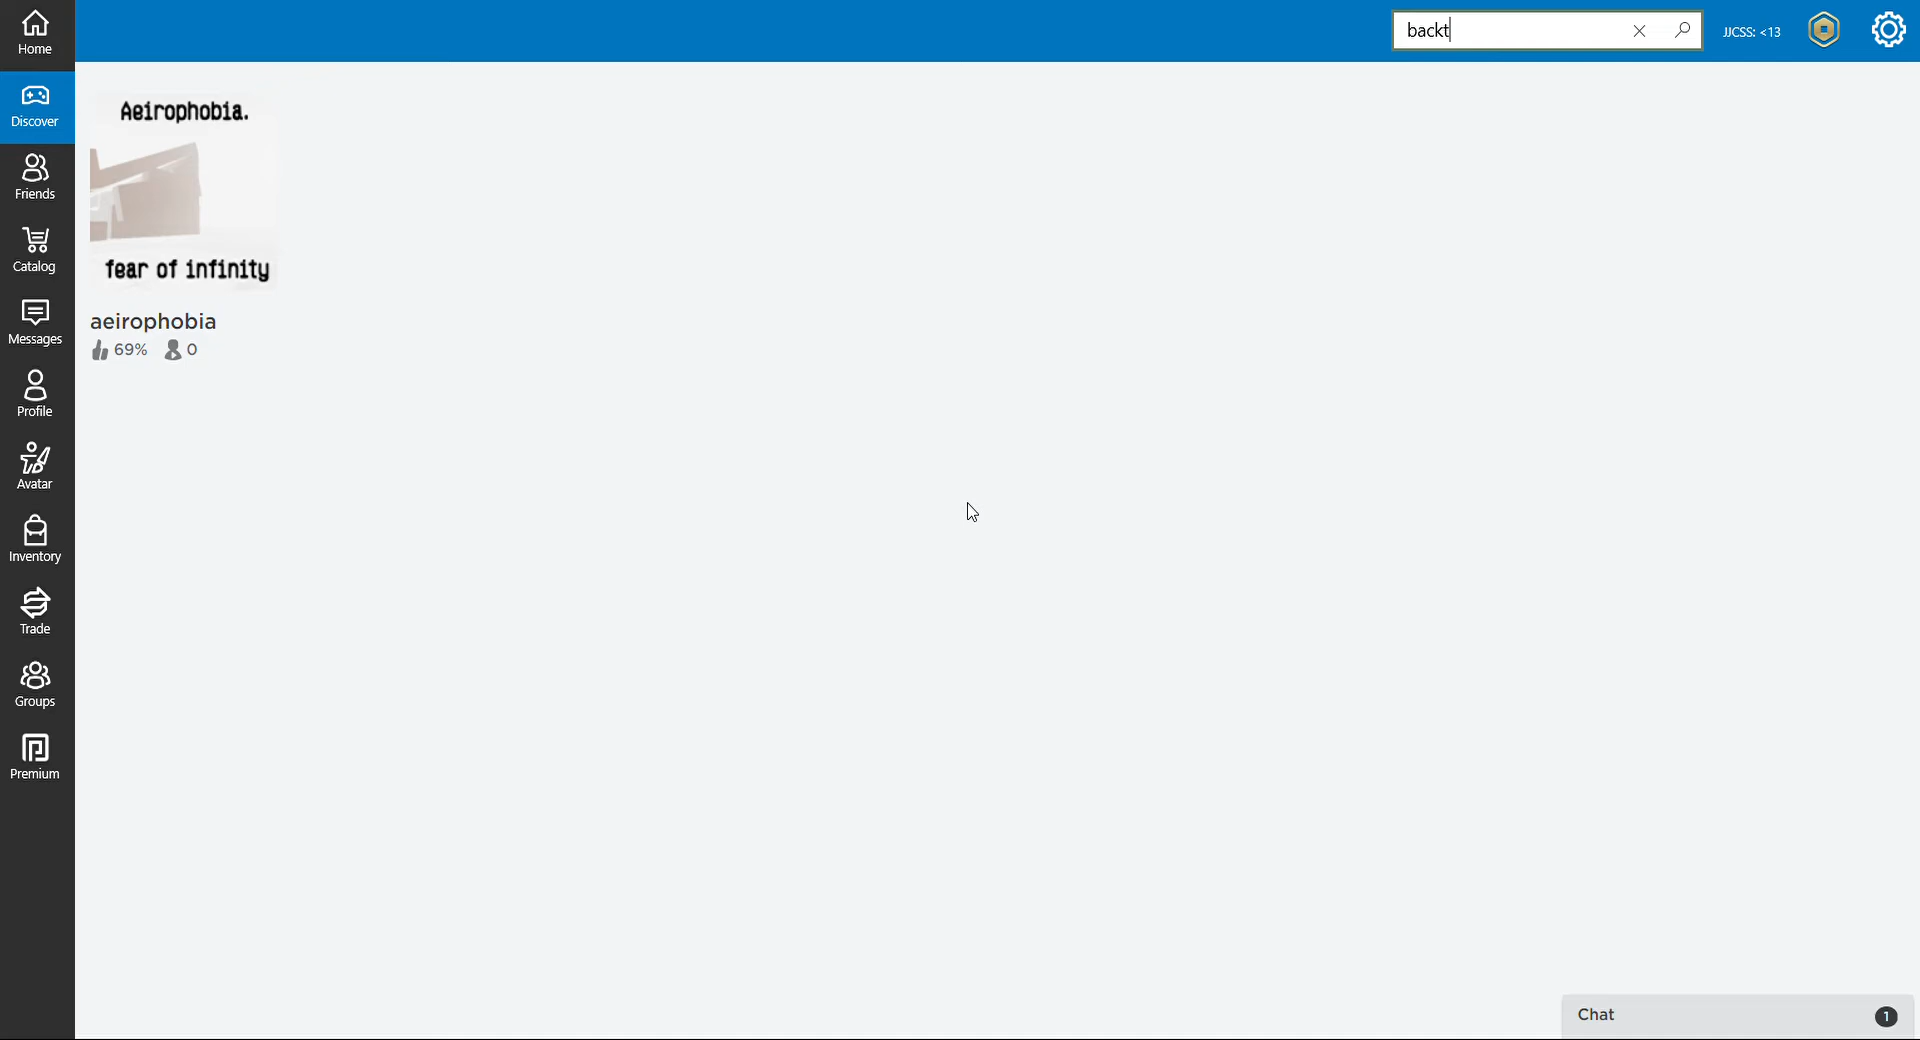 Home
backt
JJCSS: <13
Discover
Friends
Catalog
Messages
Profile
Avatar
Inventory
Trade
Groups
Premium
Aeirophobia.
fear of infinity
aeirophobia
69% 0
Chat 1